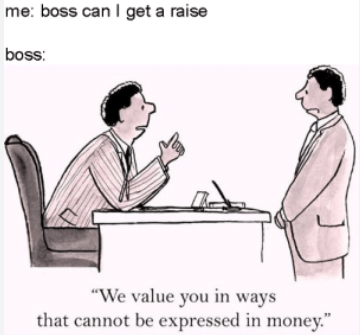 me: boss can I get a raise
boss:
“We value you in ways
that cannot be expressed in money.”